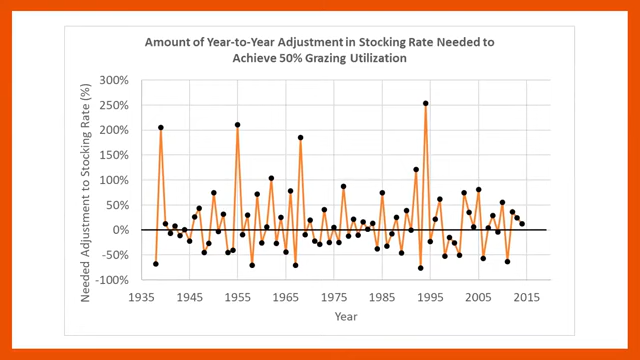 Amount of Year-to-Year Adjustment in Stocking Rate Needed to
Achieve 50% Grazing Utilization
Needed Adjustment to Stocking Rate (%)
300%
250%
200%
150%
100%
50%
0%
-50%
-100%
1935 1945 1955 1965 1975 1985 1995 2005 2015
Year